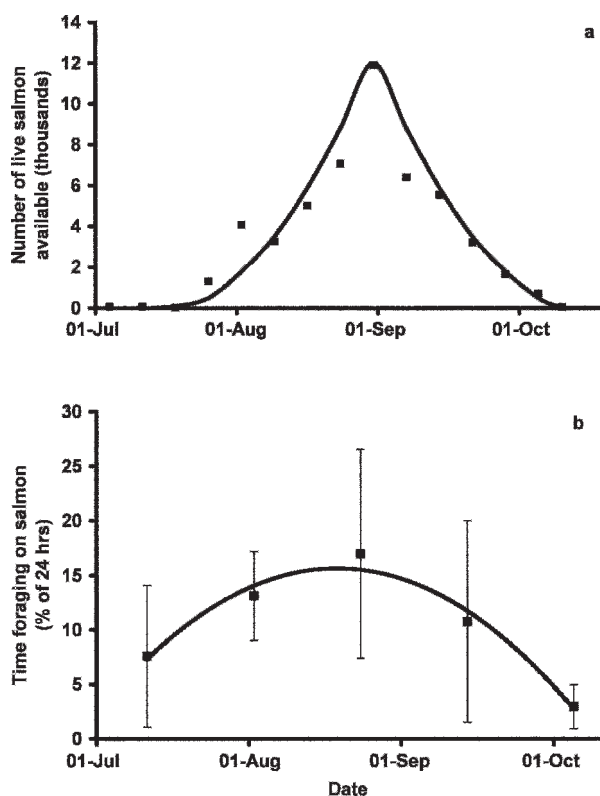 a
Number of live salmon
available (thousands)
14
12
10
8
6
4
2
0
01-Jul 01-Aug 01-Sep 01-Oct
b
Time foraging on salmon
(% of 24 hrs)
30
25
20
15
10
5
0
01-Jul 01-Aug 01-Sep 01-Oct
Date